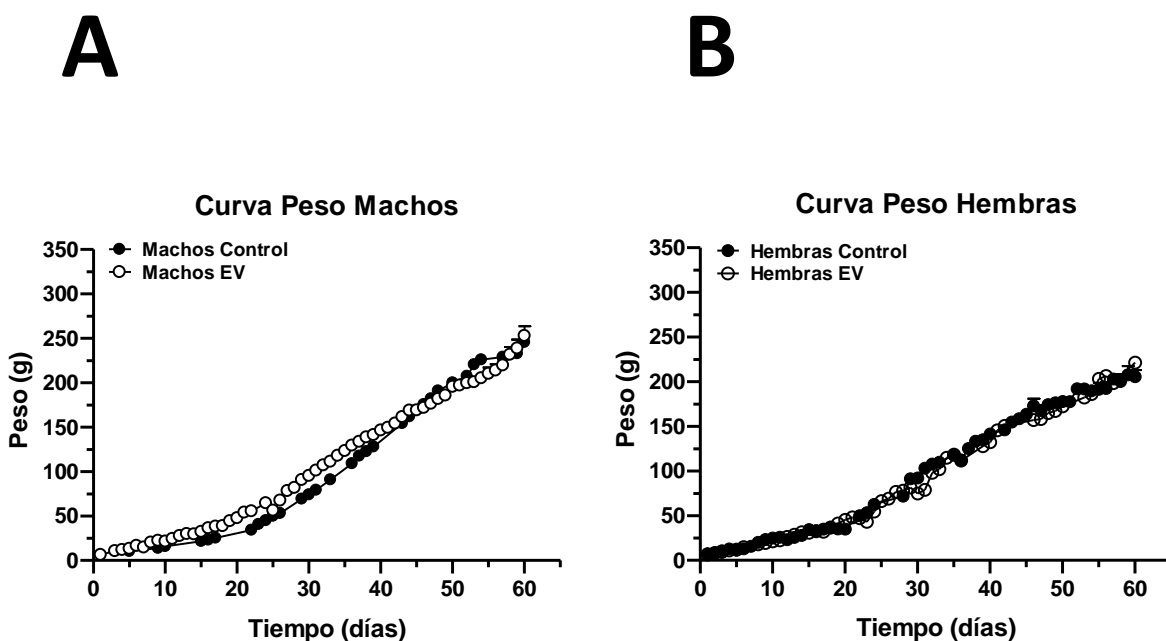 A
B
Curva Peso Machos
Machos Control
Machos EV
350
300
250
200
150
100
50
0
Peso (g)
0 10 20 30 40 50 60
Tiempo (días)
Curva Peso Hembras
Hembras Control
Hembras EV
350
300
250
200
150
100
50
0
Peso (g)
0 10 20 30 40 50 60
Tiempo (días)